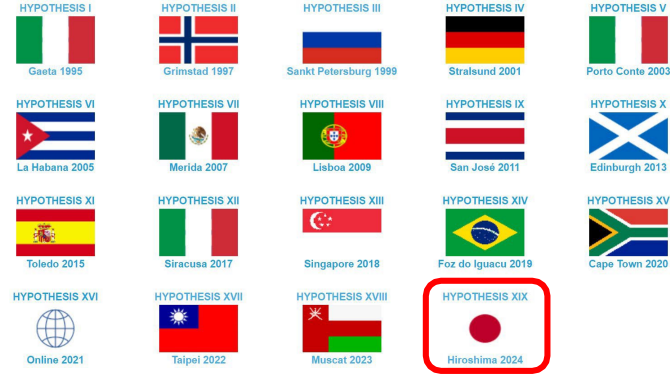 HYPOTHESIS I
HYPOTHESIS II
HYPOTHESIS III
HYPOTHESIS IV
HYPOTHESIS V
Gaeta 1995
Grimstad 1997
Sankt Petersburg 1999
Stralsund 2001
Porto Conte 2003
HYPOTHESIS VI
HYPOTHESIS VII
HYPOTHESIS VIII
HYPOTHESIS IX
HYPOTHESIS X
La Habana 2005
Merida 2007
Lisboa 2009
San José 2011
Edinburgh 2013
HYPOTHESIS XI
HYPOTHESIS XII
HYPOTHESIS XIII
HYPOTHESIS XIV
HYPOTHESIS XV
Toledo 2015
Siracusa 2017
Singapore 2018
Foz do Iguacu 2019
Cape Town 2020
HYPOTHESIS XVI
HYPOTHESIS XVII
HYPOTHESIS XVIII
HYPOTHESIS XIX
Online 2021
Taipei 2022
Muscat 2023
Hiroshima 2024